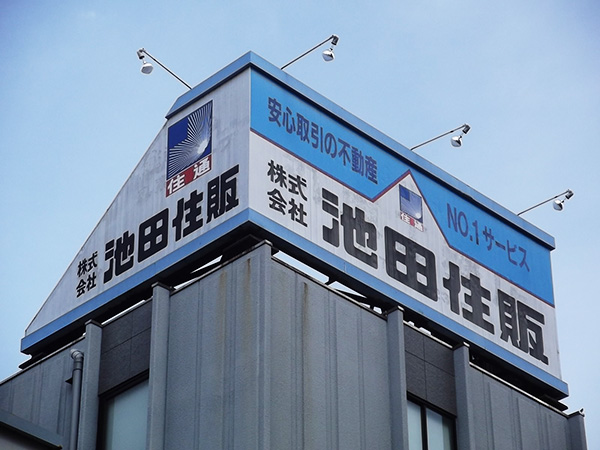 住通
株式
会社
池田住販
安心取引の不動産
住通
NO.1サービス
株式
会社
池田住販